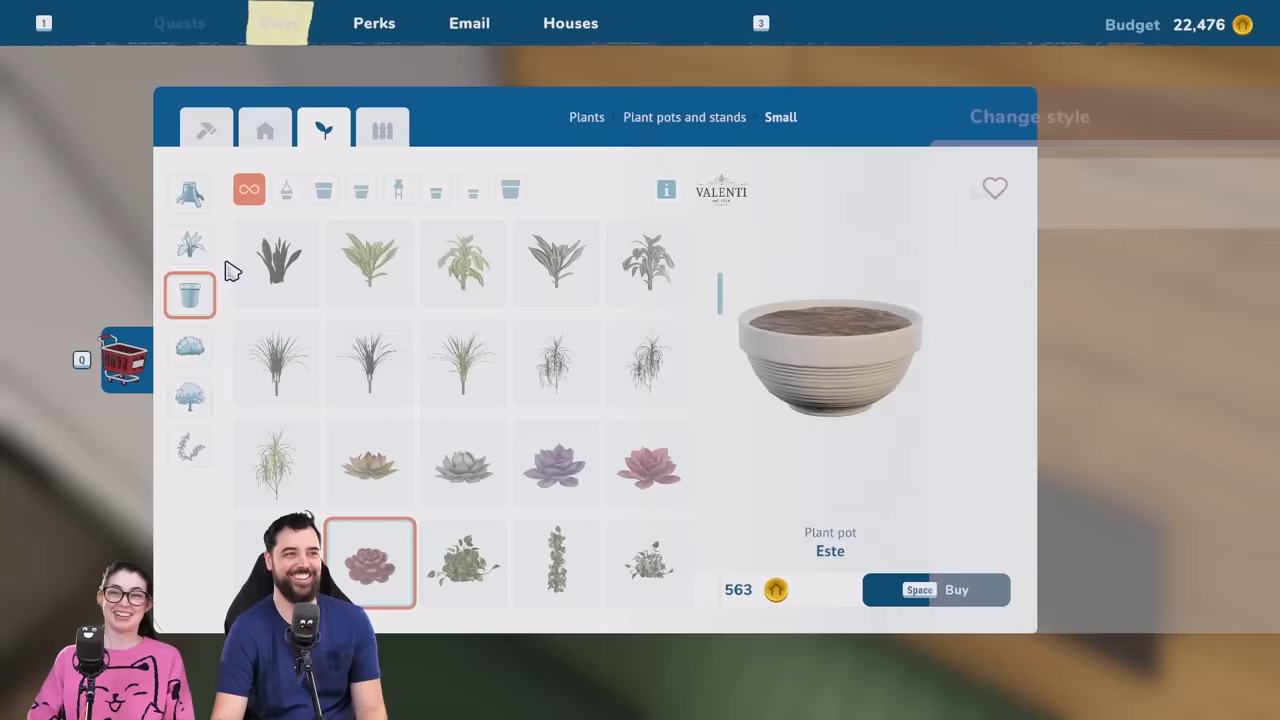 1 Quests Store Perks Email Houses 3 Budget 22,476
Plants Plant pots and stands Small
Change style
i VALENTI
Q
Plant pot
Este
563 Space Buy